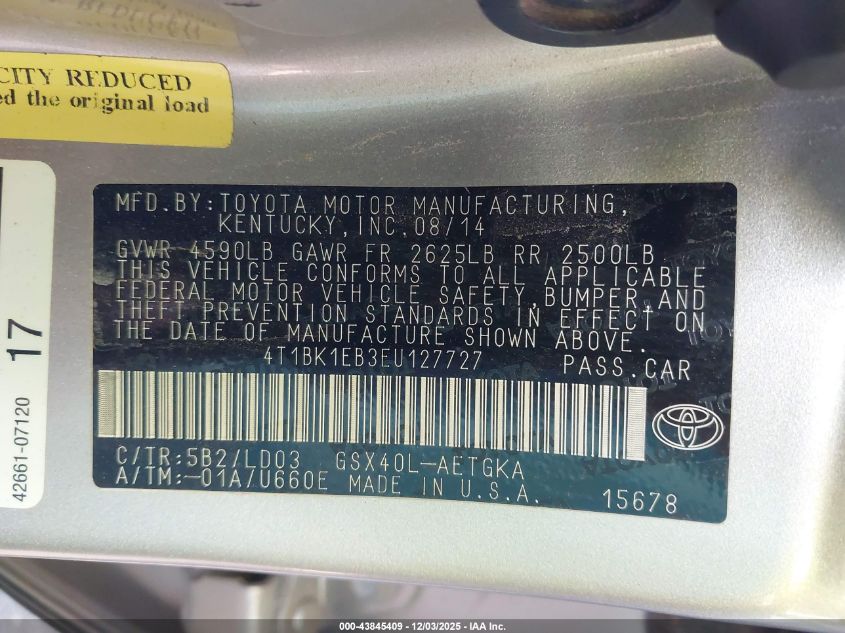 CITY REDUCED
the original load
17
42661-07120
MFD.BY:TOYOTA MOTOR MANUFACTURING,
KENTUCKY,INC.08/14
GVWR 4590LB GAWR FR 2625LB RR 2500LB
THIS VEHICLE CONFORMS TO ALL APPLICABLE
FEDERAL MOTOR VEHICLE SAFETY,BUMPER,AND
THEFT PREVENTION STANDARDS IN EFFECT ON
THE DATE OF MANUFACTURE SHOWN ABOVE.
4T1BK1EB3EU127727 PASS.CAR
C/TR:5B2/LD03 GSX40L-AETGKA
A/TM:-01A/U660E MADE IN U.S.A. 15678
000-43845409 - 12/03/2025 - IAA Inc.